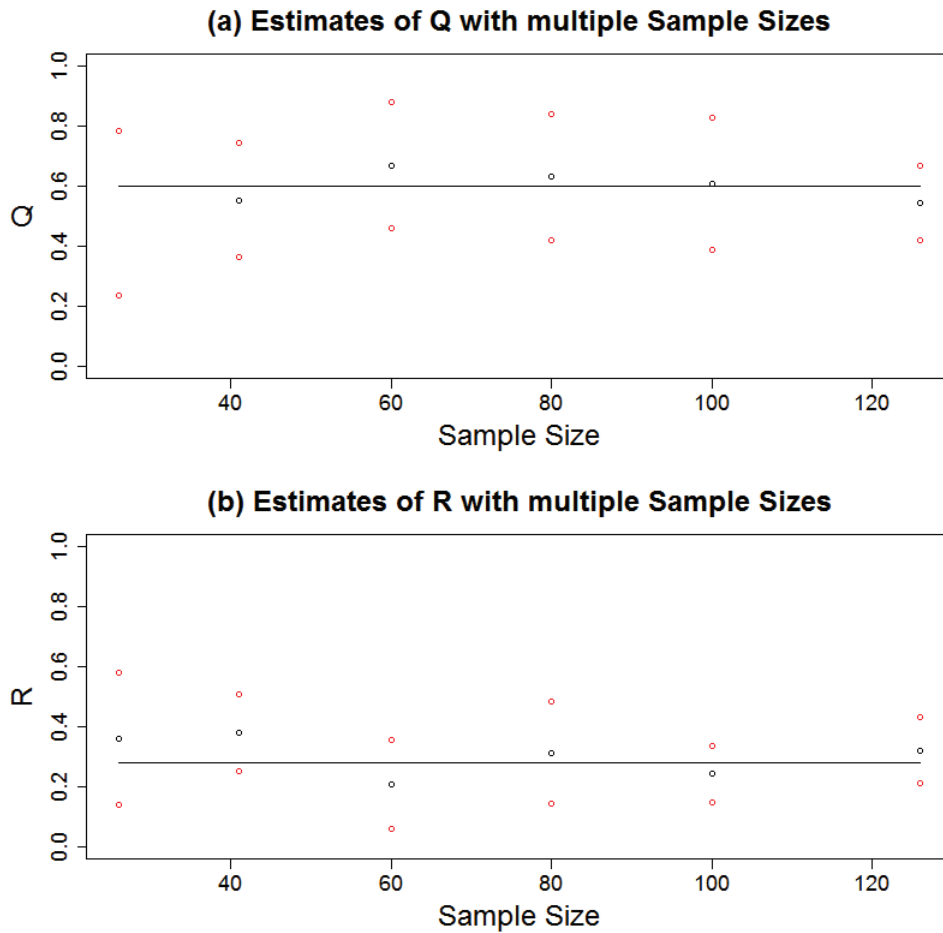 (a) Estimates of Q with multiple Sample Sizes
1.0
0.8
0.6
0.4
0.2
0.0
Q
40 60 80 100 120
Sample Size
(b) Estimates of R with multiple Sample Sizes
1.0
0.8
0.6
0.4
0.2
0.0
R
40 60 80 100 120
Sample Size